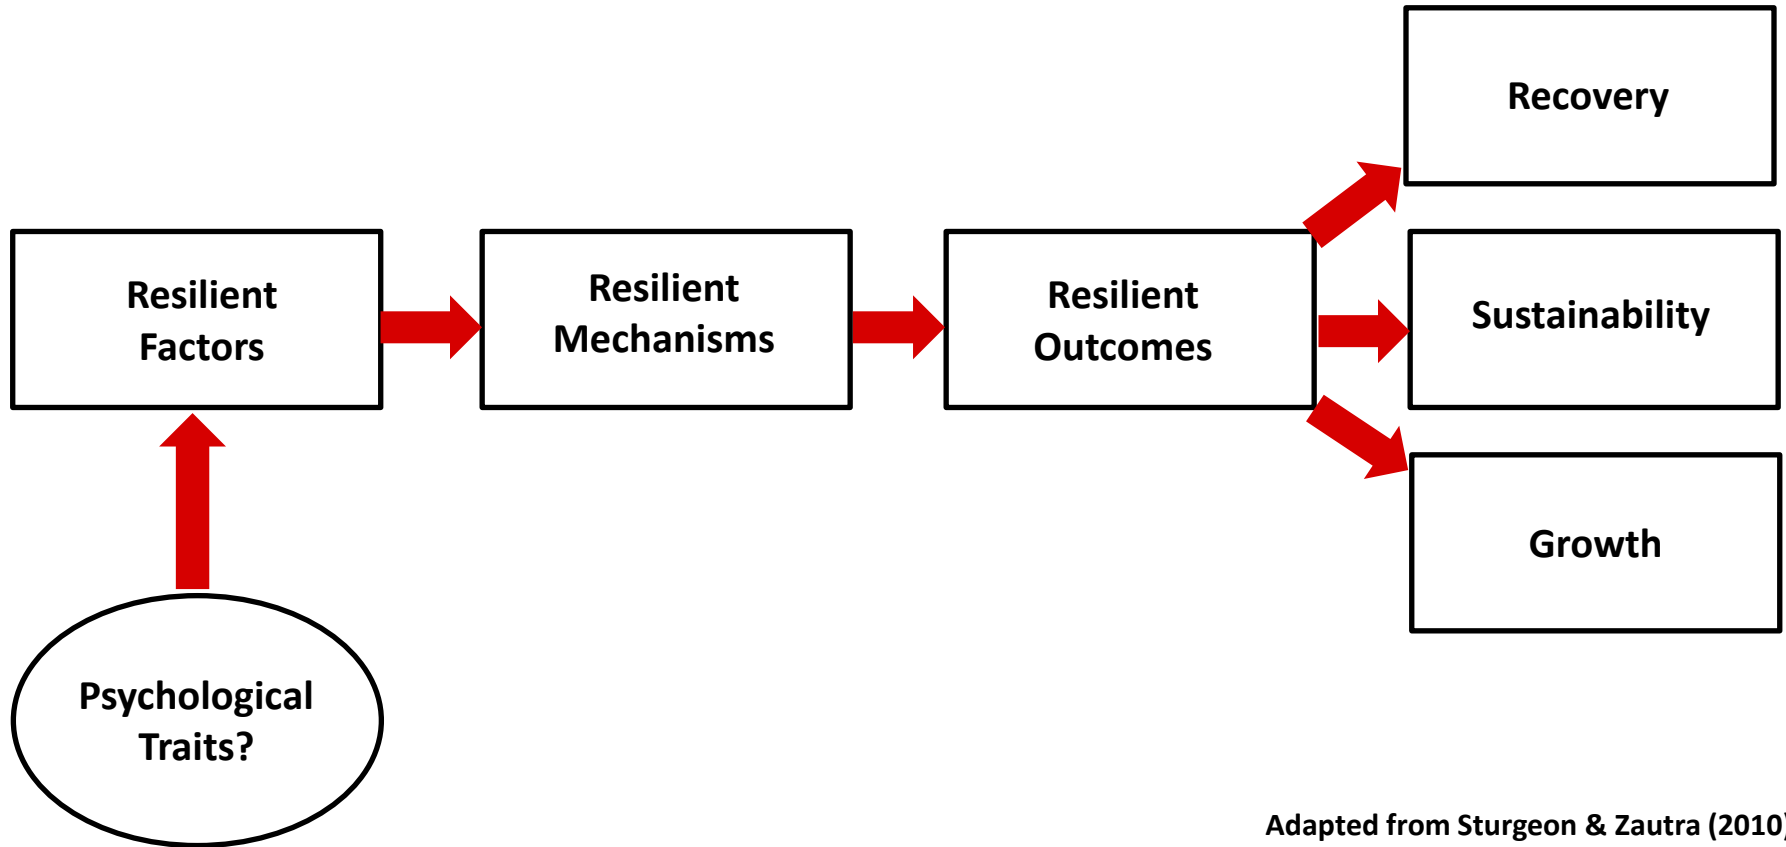 Recovery
Resilient
Factors
Resilient
Mechanisms
Resilient
Outcomes
Sustainability
Growth
Psychological
Traits?
Adapted from Sturgeon & Zautra (2010)